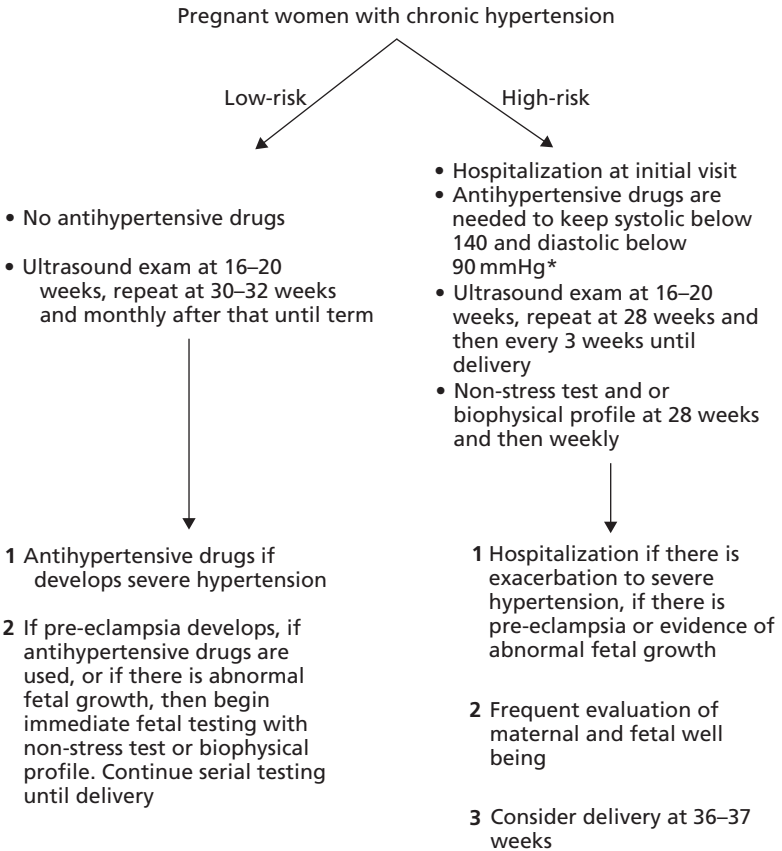 Pregnant women with chronic hypertension
Low-risk
High-risk
• No antihypertensive drugs
• Ultrasound exam at 16–20
weeks, repeat at 30–32 weeks
and monthly after that until term
1 Antihypertensive drugs if
develops severe hypertension
2 If pre-eclampsia develops, if
antihypertensive drugs are
used, or if there is abnormal
fetal growth, then begin
immediate fetal testing with
non-stress test or biophysical
profile. Continue serial testing
until delivery
• Hospitalization at initial visit
• Antihypertensive drugs are
needed to keep systolic below
140 and diastolic below
90 mmHg*
• Ultrasound exam at 16–20
weeks, repeat at 28 weeks and
then every 3 weeks until
delivery
• Non-stress test and or
biophysical profile at 28 weeks
and then weekly
1 Hospitalization if there is
exacerbation to severe
hypertension, if there is
pre-eclampsia or evidence of
abnormal fetal growth
2 Frequent evaluation of
maternal and fetal well
being
3 Consider delivery at 36–37
weeks